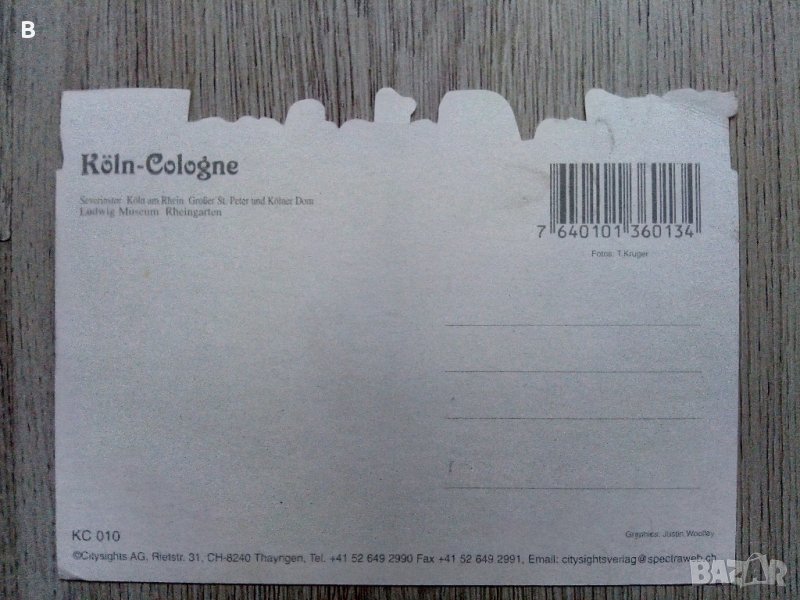 B
Köln-Cologne
Severinstor Köln am Rhein Großer St. Peter und Kölner Dom
Ludwig Museum Rheingarten
7 640101 360134
Fotos: T.Kruger
KC 010
Graphics: Justin Woolley
©Citysights AG, Rietstr. 31, CH-8240 Thayngen, Tel. +41 52 649 2990 Fax +41 52 649 2991, Email: citysightsverlag@spectraweb.ch
BAZAR